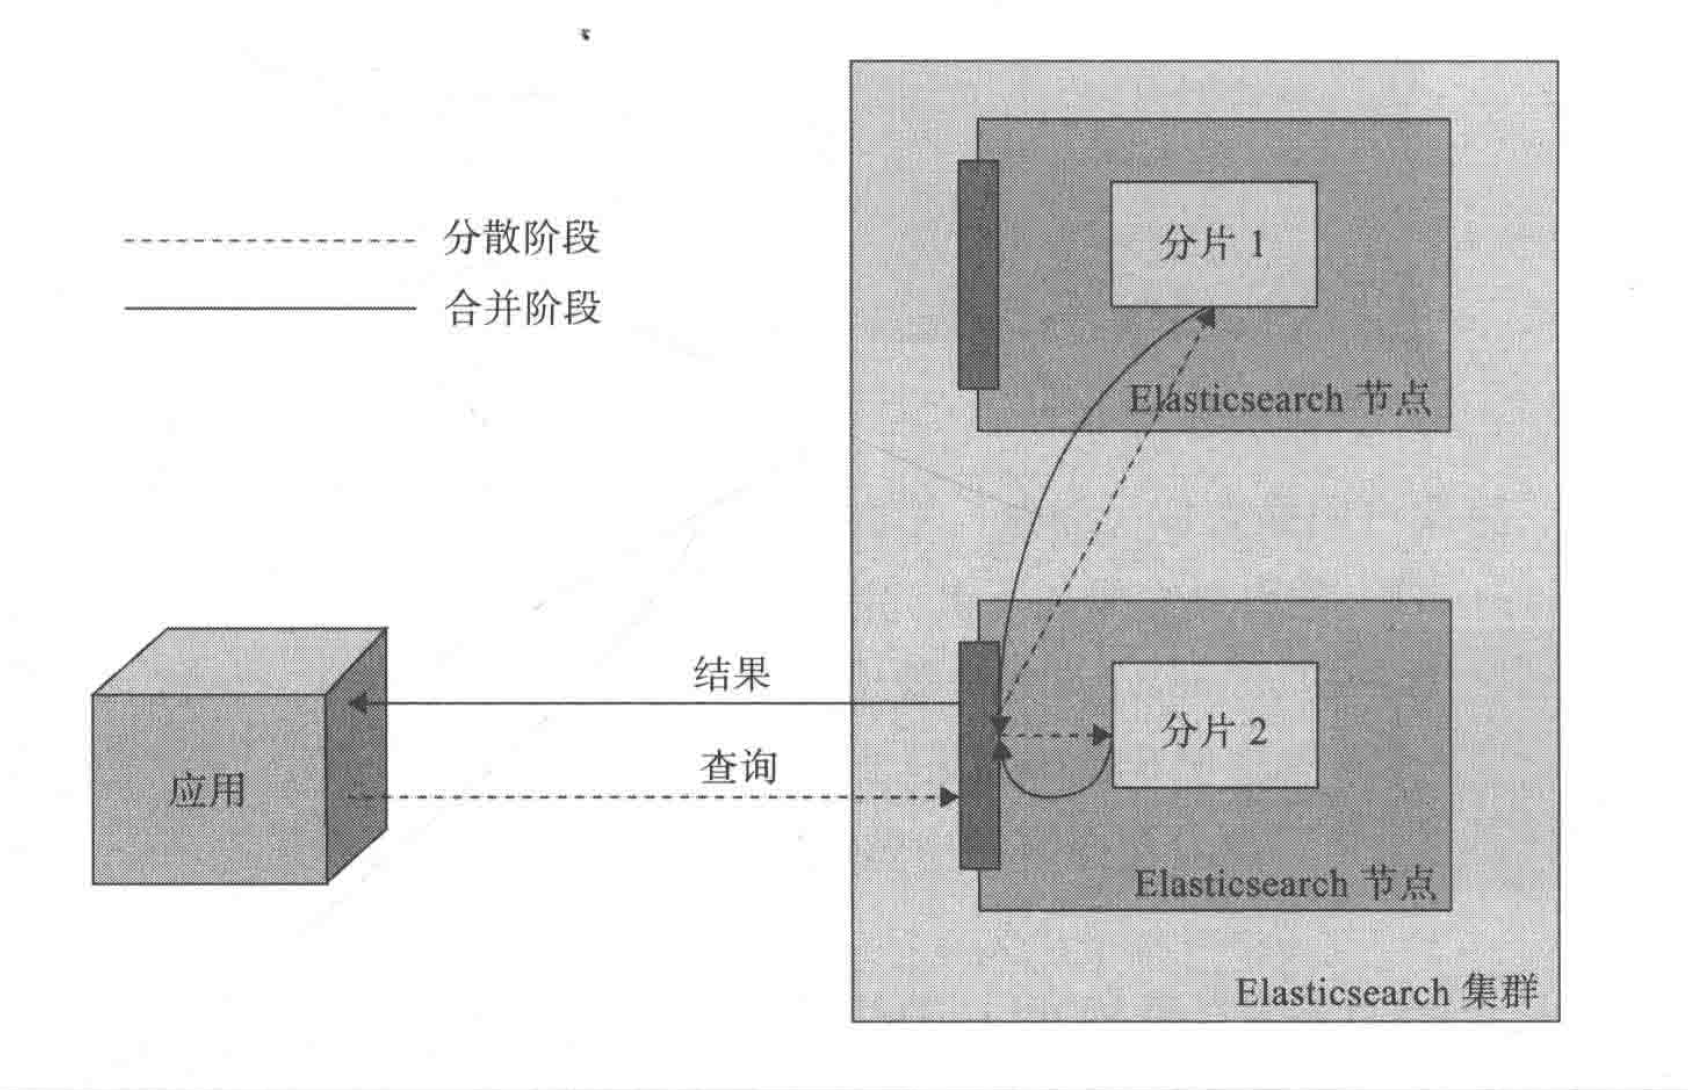 分散阶段
合并阶段
分片 1
Elasticsearch 节点
结果
查询
应用
分片 2
Elasticsearch 节点
Elasticsearch 集群